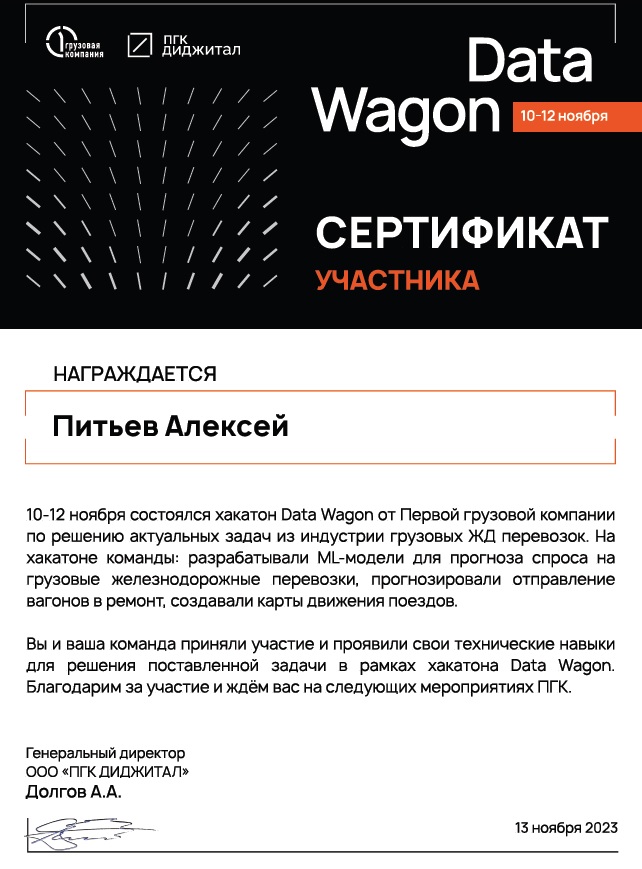 1 грузовая
компания
ПГК
ДИДЖИТАЛ
Data
Wagon
10-12 ноября
СЕРТИФИКАТ
УЧАСТНИКА
НАГРАЖДАЕТСЯ
Питьев Алексей
10-12 ноября состоялся хакатон Data Wagon от Первой грузовой компании
по решению актуальных задач из индустрии грузовых ЖД перевозок. На
хакатоне команды: разрабатывали ML-модели для прогноза спроса на
грузовые железнодорожные перевозки, прогнозировали отправление
вагонов в ремонт, создавали карты движения поездов.
Вы и ваша команда приняли участие и проявили свои технические навыки
для решения поставленной задачи в рамках хакатона Data Wagon.
Благодарим за участие и ждём вас на следующих мероприятиях ПГК.
Генеральный директор
ООО «ПГК ДИДЖИТАЛ»
Долгов А.А.
13 ноября 2023